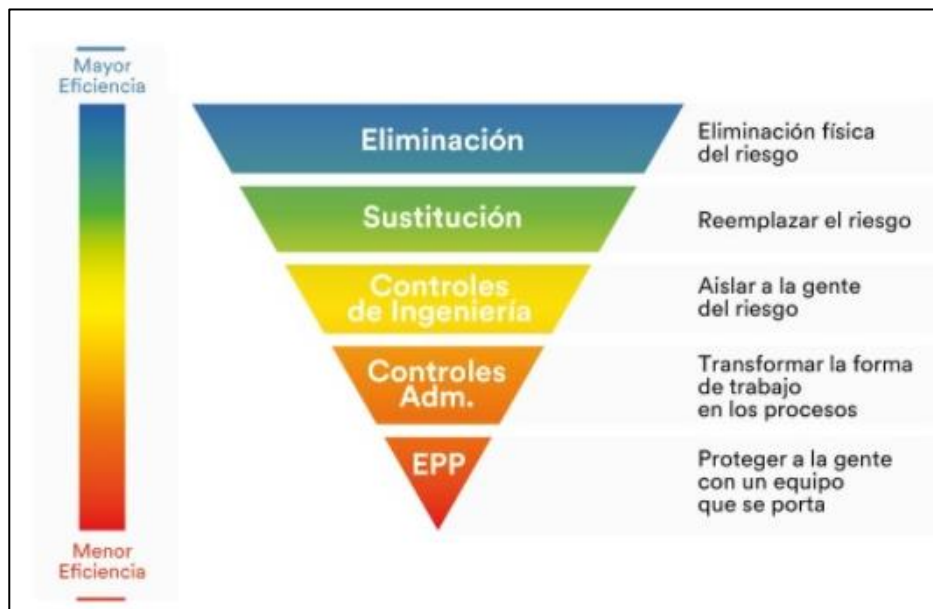 Mayor
Eficiencia
Eliminación
Eliminación física
del riesgo
Sustitución
Reemplazar el riesgo
Controles
de Ingeniería
Aislar a la gente
del riesgo
Controles
Adm.
Transformar la forma
de trabajo
en los procesos
EPP
Proteger a la gente
con un equipo
que se porta
Menor
Eficiencia